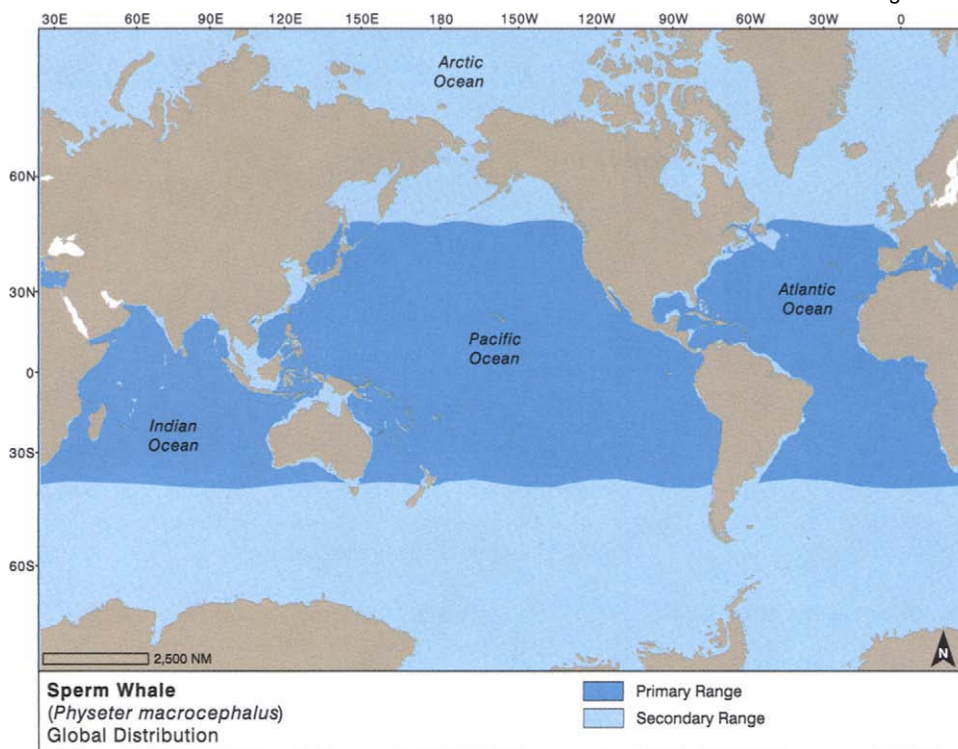 30E 60E 90E 120E 150E 180 150W 120W 90W 60W 30W 0
Arctic
Ocean
60N
30N
Atlantic
Ocean
Pacific
Ocean
0
Indian
Ocean
30S
60S
2,500 NM
N
Sperm Whale
(Physeter macrocephalus)
Global Distribution
Primary Range
Secondary Range